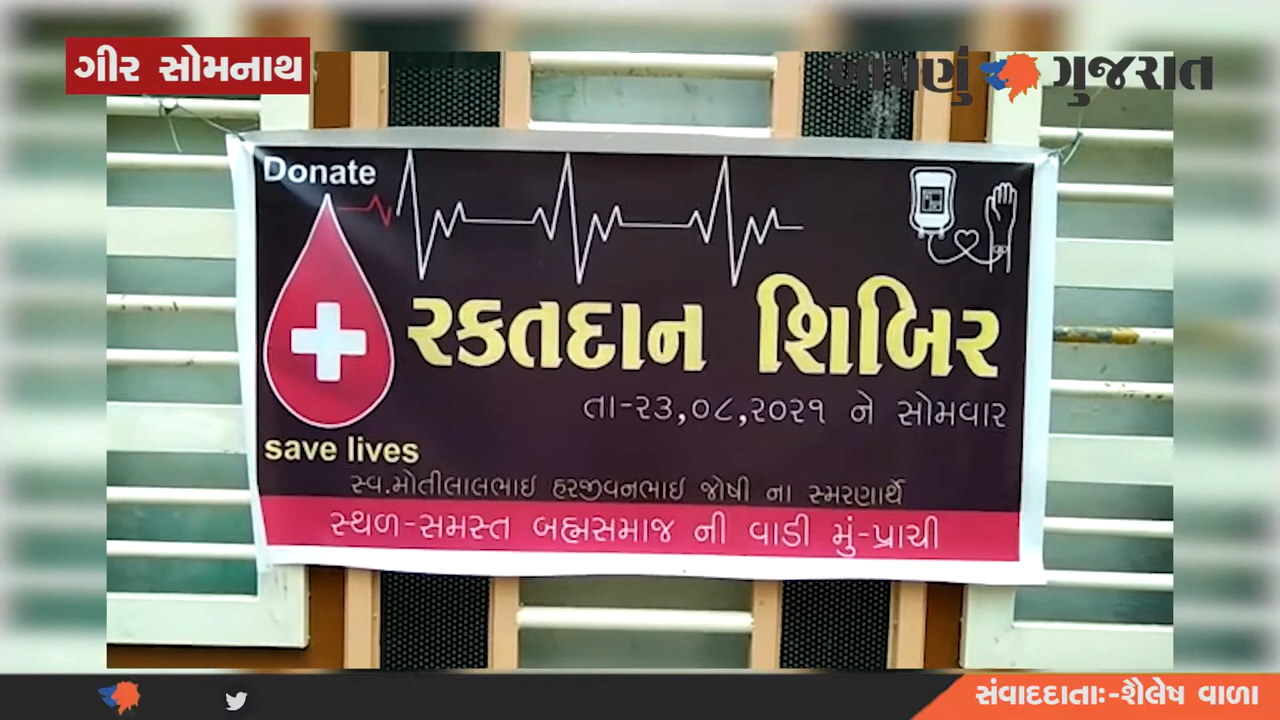 ગીર સોમનાથ
આપણું ગુજરાત
Donate
રકતદાન શિબિર
તા-૨૩,૦૮,૨૦૨૧ ને સોમવાર
save lives
સ્વ.મોતીલાલભાઇ હરજીવનભાઇ જોષી ના સ્મરણાર્થે
સ્થળ-સમસ્ત બહ્મસમાજ ની વાડી મું-પ્રાચી
સંવાદદાતાઃ-શૈલેષ વાળા